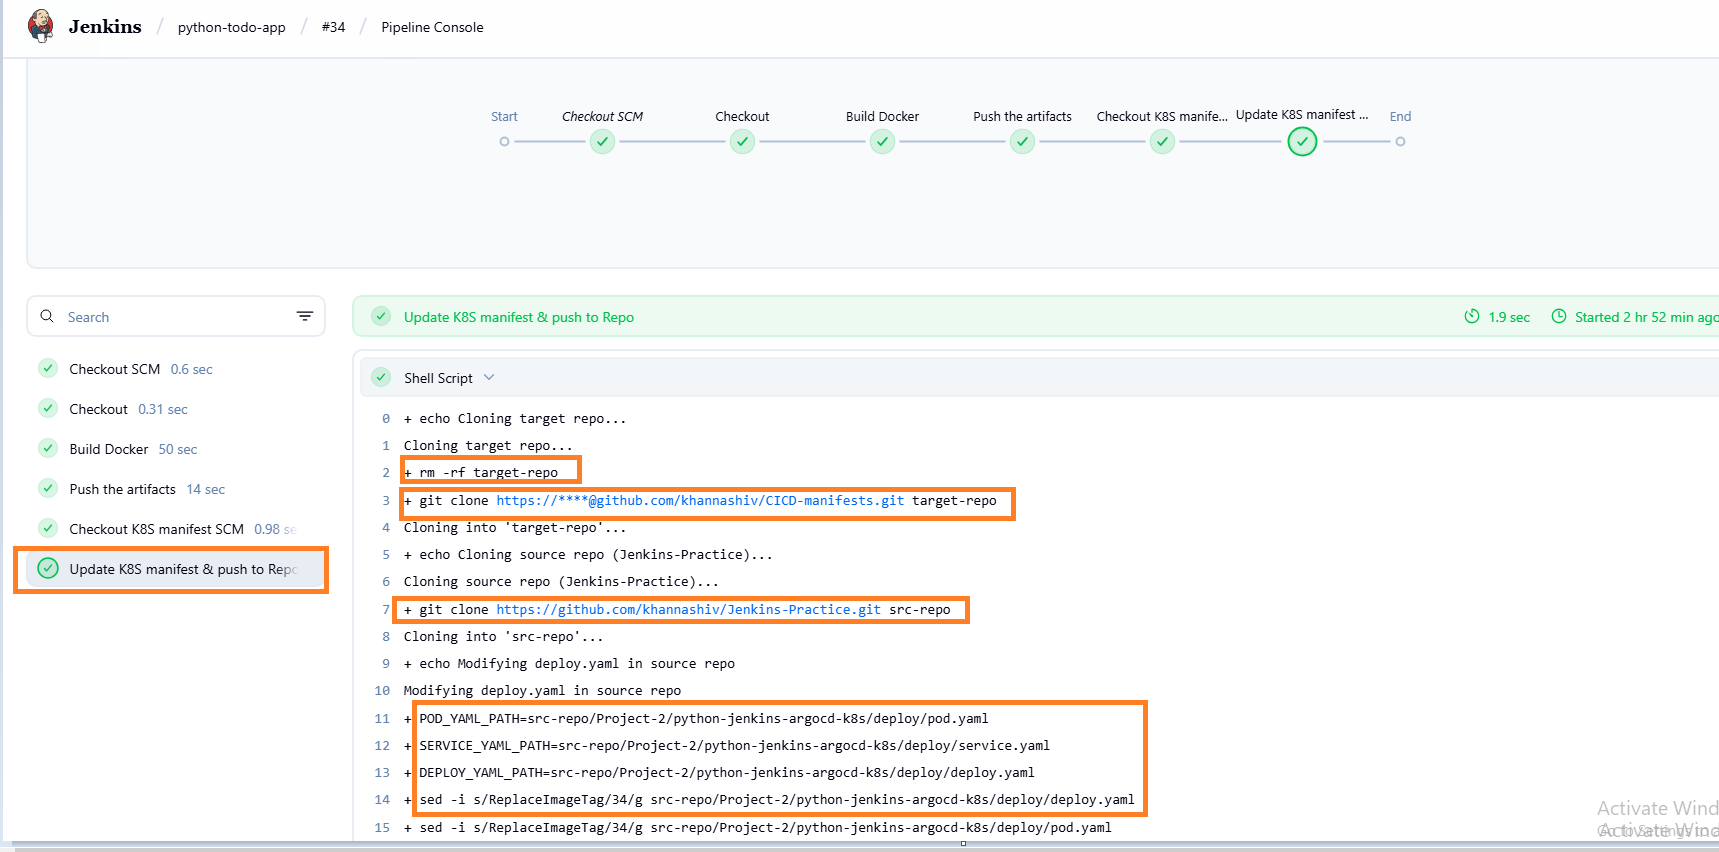 Jenkins / python-todo-app / #34 / Pipeline Console
Start Checkout SCM Checkout Build Docker Push the artifacts Checkout K8S manife... Update K8S manifest ... End
Search
Update K8S manifest & push to Repo 1.9 sec Started 2 hr 52 min ago
Checkout SCM 0.6 sec
Checkout 0.31 sec
Build Docker 50 sec
Push the artifacts 14 sec
Checkout K8S manifest SCM 0.98 se
Update K8S manifest & push to Repo
Shell Script
0 + echo Cloning target repo...
1 Cloning target repo...
2 + rm -rf target-repo
3 + git clone https://****@github.com/khannashiv/CICD-manifests.git target-repo
4 Cloning into 'target-repo'...
5 + echo Cloning source repo (Jenkins-Practice)...
6 Cloning source repo (Jenkins-Practice)...
7 + git clone https://github.com/khannashiv/Jenkins-Practice.git src-repo
8 Cloning into 'src-repo'...
9 + echo Modifying deploy.yaml in source repo
10 Modifying deploy.yaml in source repo
11 + POD_YAML_PATH=src-repo/Project-2/python-jenkins-argocd-k8s/deploy/pod.yaml
12 + SERVICE_YAML_PATH=src-repo/Project-2/python-jenkins-argocd-k8s/deploy/service.yaml
13 + DEPLOY_YAML_PATH=src-repo/Project-2/python-jenkins-argocd-k8s/deploy/deploy.yaml
14 + sed -i s/ReplaceImageTag/34/g src-repo/Project-2/python-jenkins-argocd-k8s/deploy/deploy.yaml
15 + sed -i s/ReplaceImageTag/34/g src-repo/Project-2/python-jenkins-argocd-k8s/deploy/pod.yaml
Activate Wind
Activate Wind